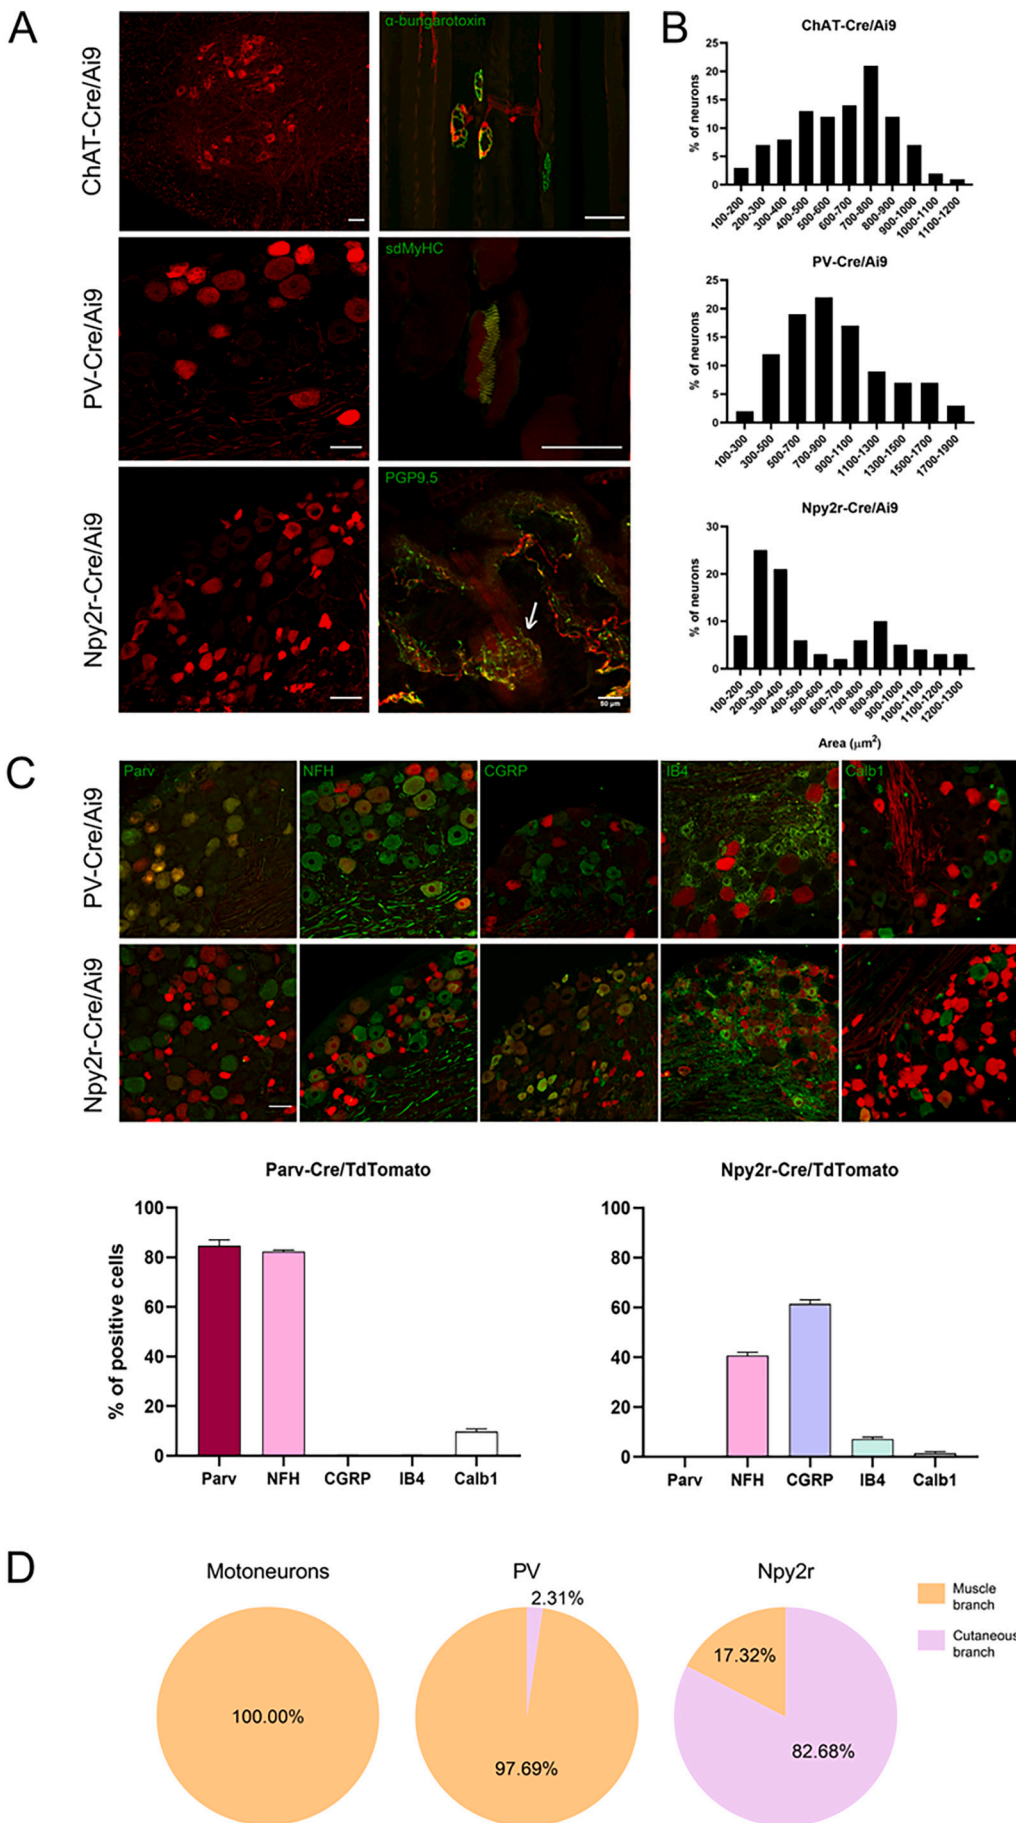 A
ChAT-Cre/Ai9
α-bungarotoxin
PV-Cre/Ai9
sdMyHC
Npy2r-Cre/Ai9
PGP9.5
50 µm
B
ChAT-Cre/Ai9
% of neurons
25
20
15
10
5
0
100-200
200-300
300-400
400-500
500-600
600-700
700-800
800-900
900-1000
1000-1100
1100-1200
PV-Cre/Ai9
% of neurons
25
20
15
10
5
0
100-300
300-500
500-700
700-900
900-1100
1100-1300
1300-1500
1500-1700
1700-1900
Npy2r-Cre/Ai9
% of neurons
30
20
10
0
100-200
200-300
300-400
400-500
500-600
600-700
700-800
800-900
900-1000
1000-1100
1100-1200
1200-1300
Area (µm²)
C
PV-Cre/Ai9
Parv
NFH
CGRP
IB4
Calb1
Npy2r-Cre/Ai9
Parv-Cre/TdTomato
% of positive cells
100
80
60
40
20
0
Parv
NFH
CGRP
IB4
Calb1
Npy2r-Cre/TdTomato
100
80
60
40
20
0
Parv
NFH
CGRP
IB4
Calb1
D
Motoneurons
100.00%
PV
2.31%
97.69%
Npy2r
17.32%
82.68%
Muscle
branch
Cutaneous
branch